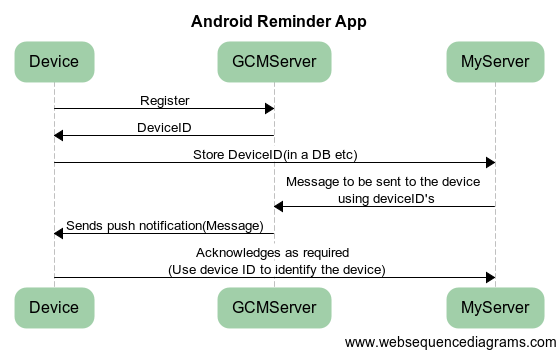 Android Reminder App
Device GCMServer MyServer
Register
DeviceID
Store DeviceID(in a DB etc)
Message to be sent to the device
using deviceID's
Sends push notification(Message)
Acknowledges as required
(Use device ID to identify the device)
Device GCMServer MyServer
www.websequencediagrams.com